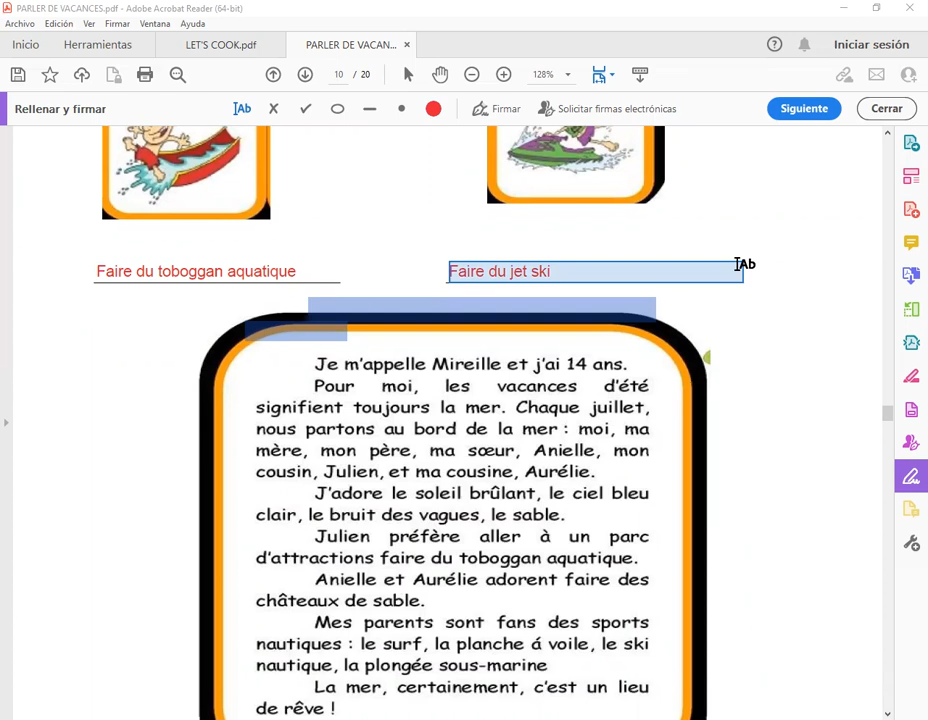 PARLER DE VACANCES.pdf - Adobe Acrobat Reader (64-bit)
Archivo Edición Ver Firmar Ventana Ayuda
Inicio Herramientas LET'S COOK.pdf PARLER DE VACAN... × Iniciar sesión
10 / 20 128%
Rellenar y firmar Ab Firmar Solicitar firmas electrónicas Siguiente Cerrar
Faire du toboggan aquatique Faire du jet ski Ab
Je m'appelle Mireille et j'ai 14 ans.
Pour moi, les vacances d'été
signifient toujours la mer. Chaque juillet,
nous partons au bord de la mer : moi, ma
mère, mon père, ma sœur, Anielle, mon
cousin, Julien, et ma cousine, Aurélie.
J'adore le soleil brûlant, le ciel bleu
clair, le bruit des vagues, le sable.
Julien préfère aller à un parc
d'attractions faire du toboggan aquatique.
Anielle et Aurélie adorent faire des
châteaux de sable.
Mes parents sont fans des sports
nautiques : le surf, la planche á voile, le ski
nautique, la plongée sous-marine
La mer, certainement, c'est un lieu
de rêve !